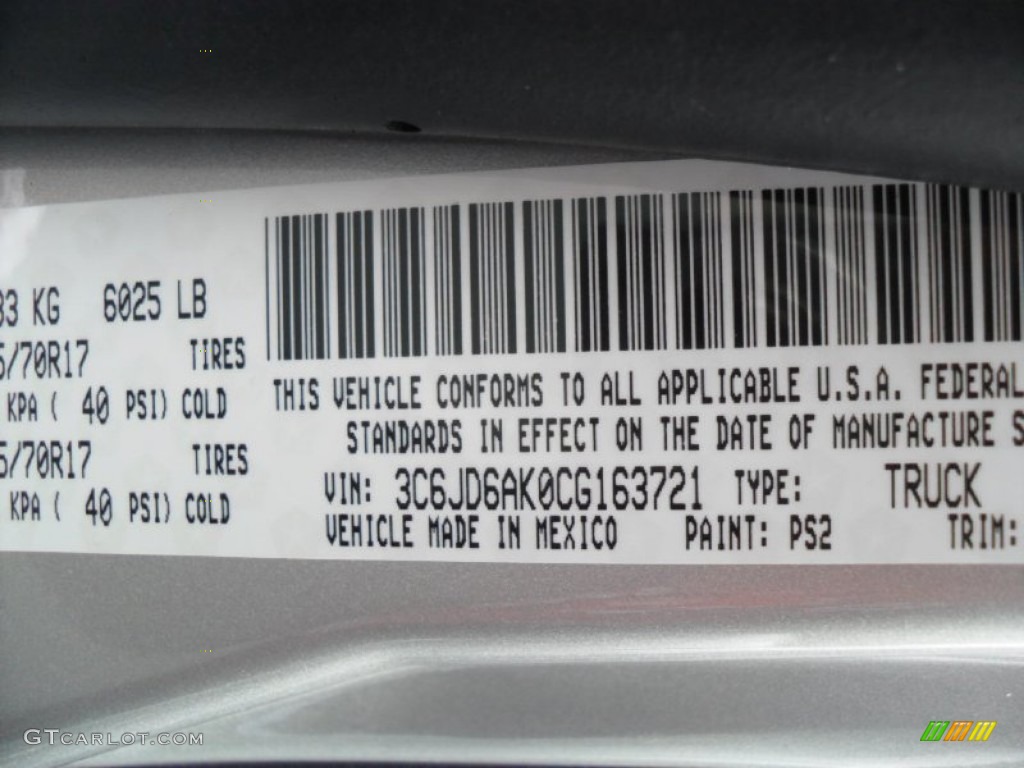 33 KG 6025 LB
5/70R17 TIRES
KPA ( 40 PSI) COLD
5/70R17 TIRES
KPA ( 40 PSI) COLD
THIS VEHICLE CONFORMS TO ALL APPLICABLE U.S.A. FEDERAL
STANDARDS IN EFFECT ON THE DATE OF MANUFACTURE S
VIN: 3C6JD6AK0CG163721 TYPE: TRUCK
VEHICLE MADE IN MEXICO PAINT: PS2 TRIM:
GTCARLOT.COM